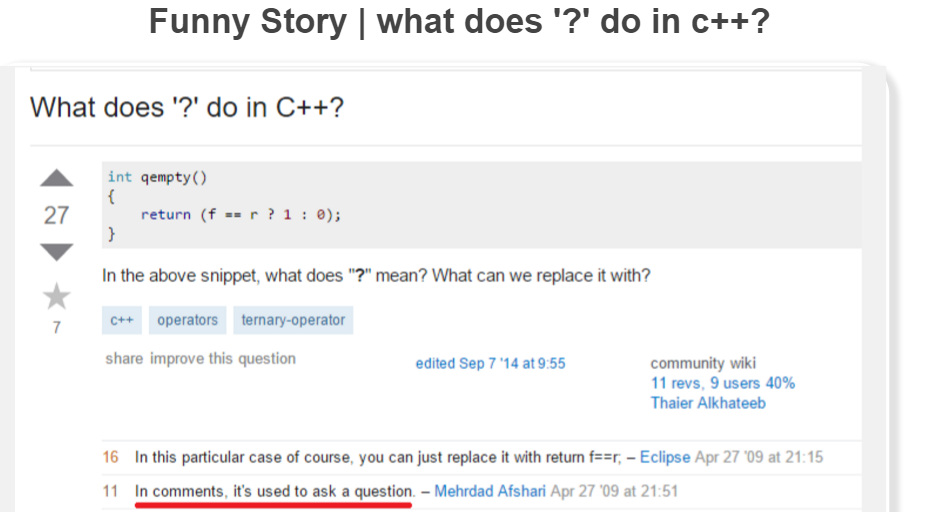 Funny Story | what does '?' do in c++?
What does '?' do in C++?
int qempty()
{
    return (f == r ? 1 : 0);
}
27
In the above snippet, what does "?" mean? What can we replace it with?
7
c++ operators ternary-operator
share improve this question
edited Sep 7 '14 at 9:55
community wiki
11 revs, 9 users 40%
Thaier Alkhateeb
16 In this particular case of course, you can just replace it with return f==r; – Eclipse Apr 27 '09 at 21:15
11 In comments, it's used to ask a question. – Mehrdad Afshari Apr 27 '09 at 21:51